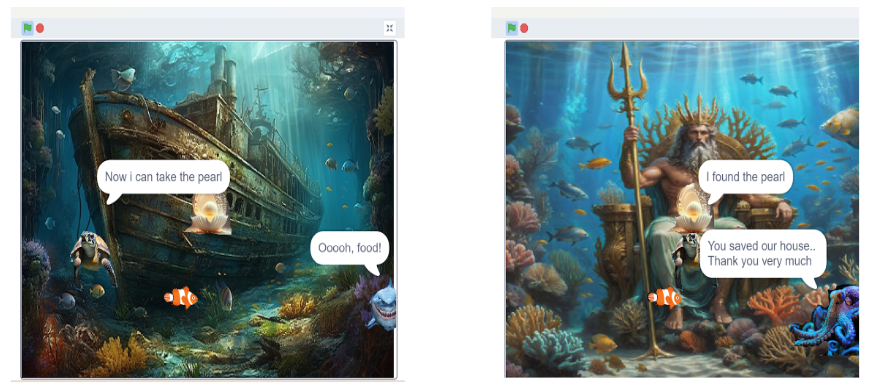 Now i can take the pearl
Ooooh, food!
I found the pearl
You saved our house..
Thank you very much